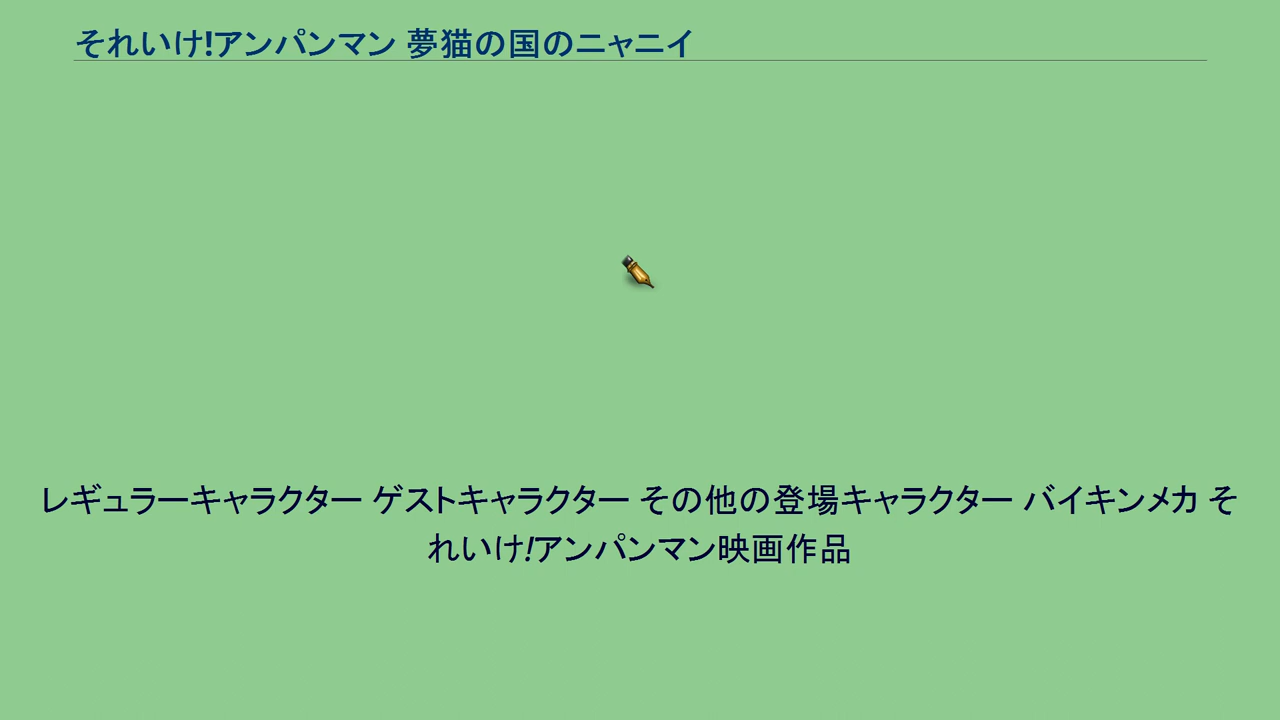 それいけ!アンパンマン 夢猫の国のニャニイ
レギュラーキャラクター ゲストキャラクター その他の登場キャラクター バイキンメカ そ
れいけ!アンパンマン映画作品